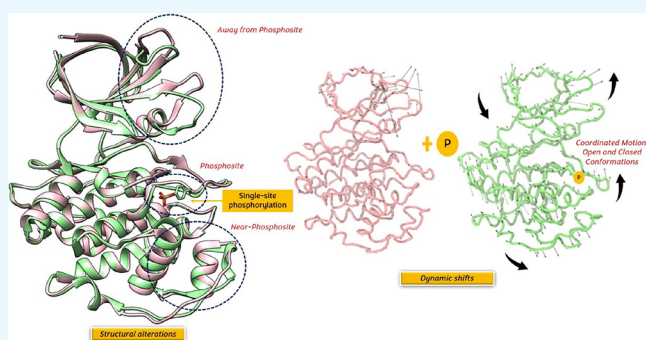 Away from Phosphosite
Phosphosite
Single-site
phosphorylation
Near-Phosphosite
Structural alterations
+ P
P
Coordinated Motion
Open and Closed
Conformations
Dynamic shifts